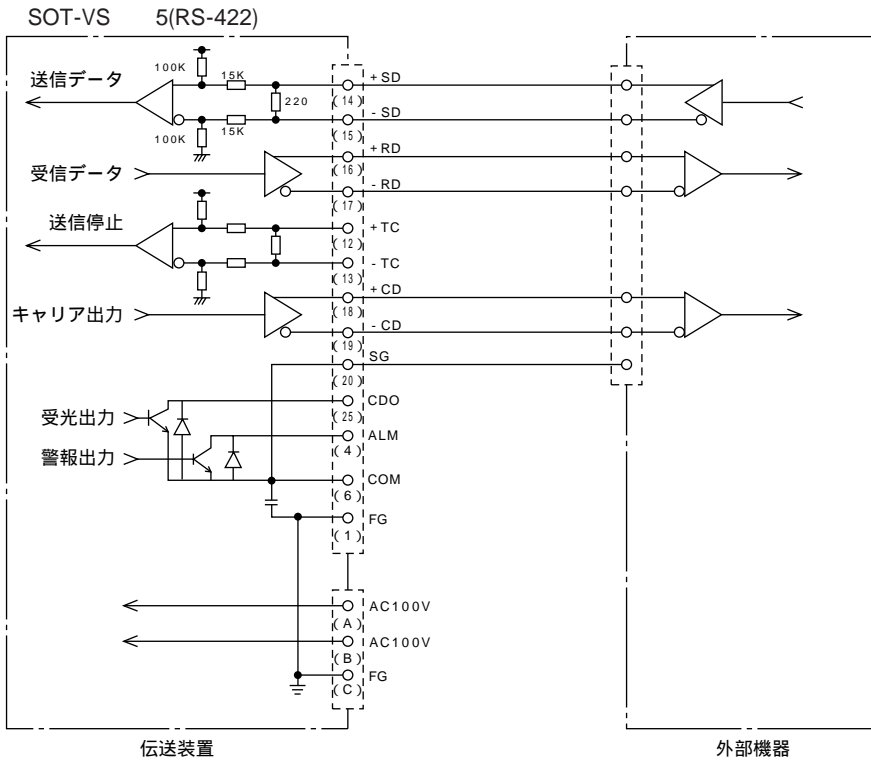 SOT-VS 5(RS-422)
送信データ
100K
15K
220
100K
15K
+SD
(14)
-SD
(15)
受信データ
+RD
(16)
-RD
(17)
送信停止
+TC
(12)
-TC
(13)
キャリア出力
+CD
(18)
-CD
(19)
SG
(20)
受光出力
CDO
(25)
警報出力
ALM
(4)
COM
(6)
FG
(1)
AC100V
(A)
AC100V
(B)
FG
(C)
伝送装置
外部機器